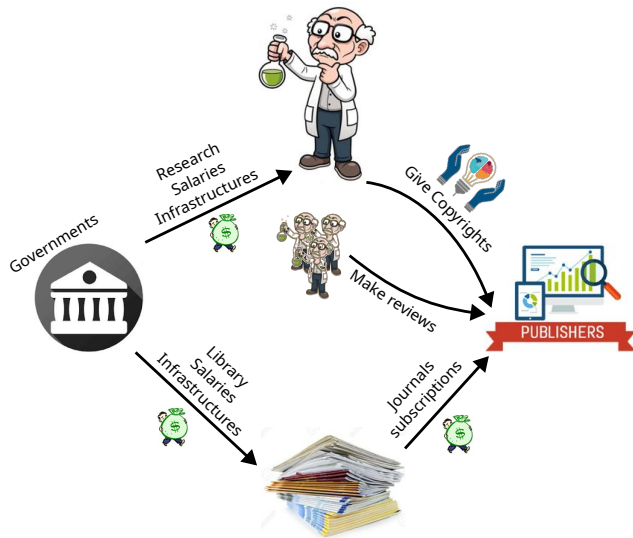 Research
Salaries
Infrastructures
Give Copyrights
Governments
Make reviews
PUBLISHERS
Library
Salaries
Infrastructures
Journals
subscriptions